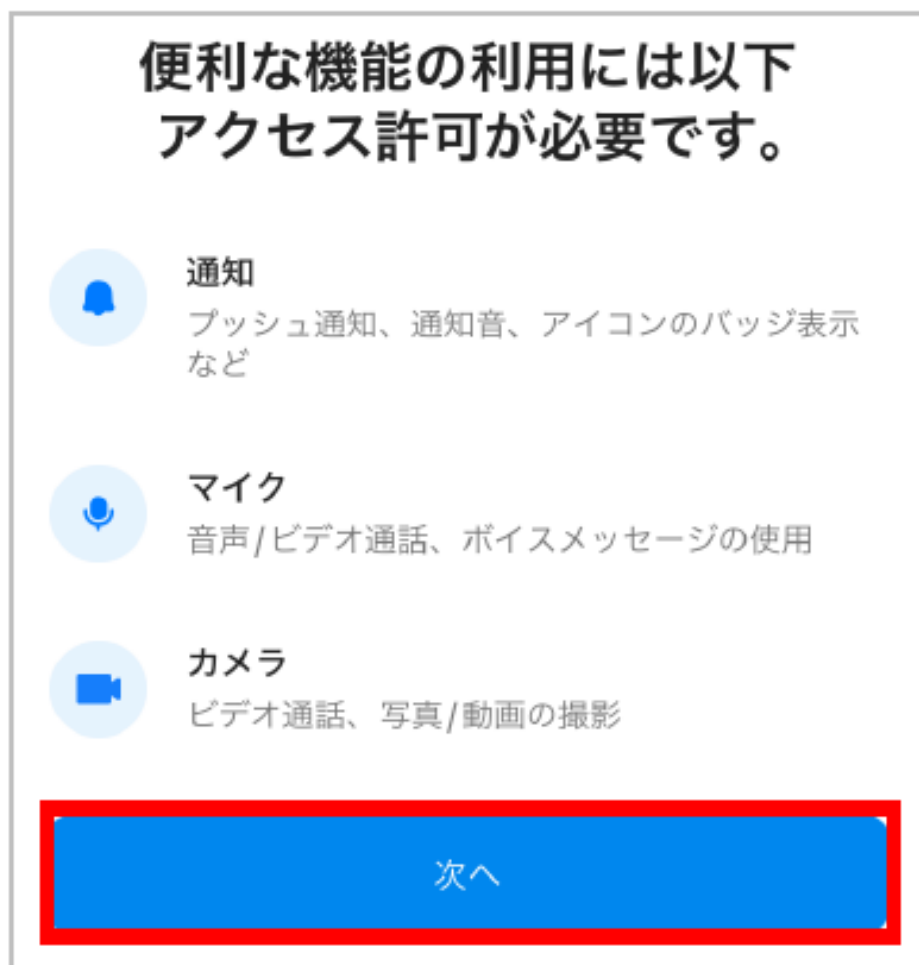 便利な機能の利用には以下
アクセス許可が必要です。
通知
プッシュ通知、通知音、アイコンのバッジ表示
など
マイク
音声/ビデオ通話、ボイスメッセージの使用
カメラ
ビデオ通話、写真/動画の撮影
次へ